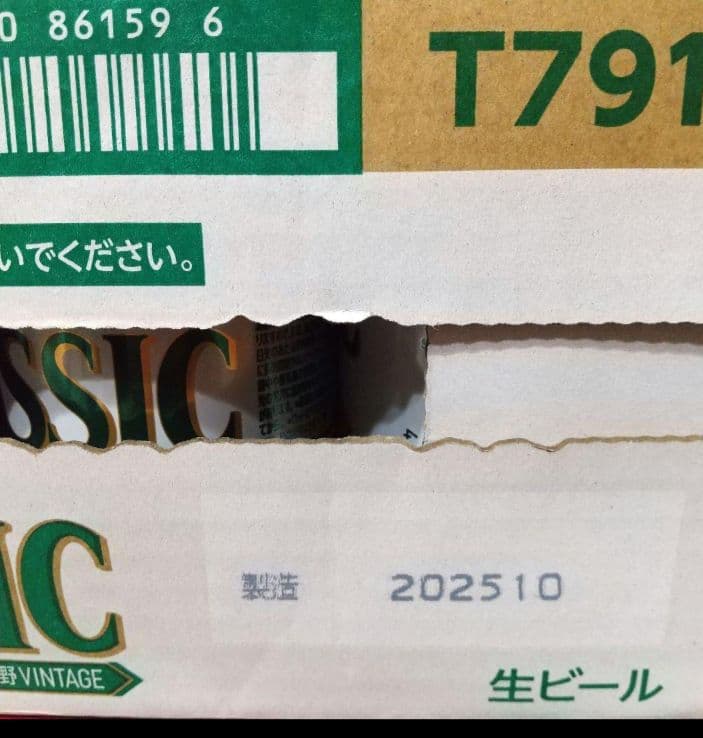 0 86159 6
T791
いでください。
SSIC
IC
製造 202510
野VINTAGE
生ビール